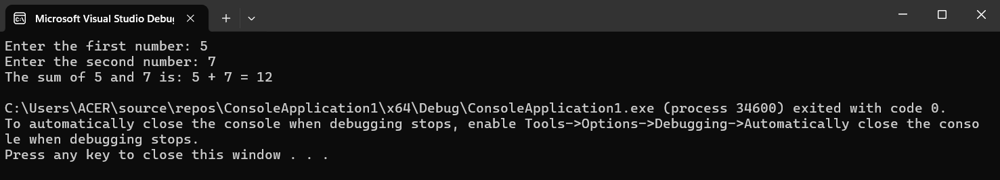 Microsoft Visual Studio Debug
Enter the first number: 5
Enter the second number: 7
The sum of 5 and 7 is: 5 + 7 = 12
C:\Users\ACER\source\repos\ConsoleApplication1\x64\Debug\ConsoleApplication1.exe (process 34600) exited with code 0.
To automatically close the console when debugging stops, enable Tools->Options->Debugging->Automatically close the conso
le when debugging stops.
Press any key to close this window . . .